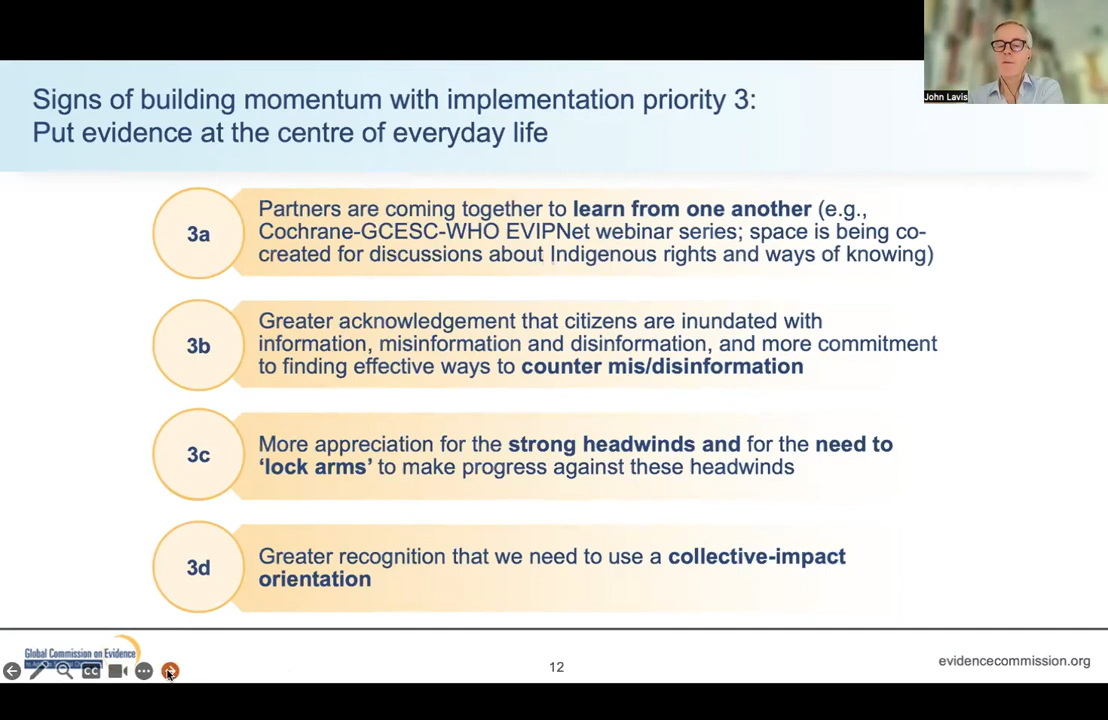 John Lavis
Signs of building momentum with implementation priority 3:
Put evidence at the centre of everyday life
3a
Partners are coming together to learn from one another (e.g.,
Cochrane-GCESC-WHO EVIPNet webinar series; space is being co-
created for discussions about Indigenous rights and ways of knowing)
3b
Greater acknowledgement that citizens are inundated with
information, misinformation and disinformation, and more commitment
to finding effective ways to counter mis/disinformation
3c
More appreciation for the strong headwinds and for the need to
‘lock arms’ to make progress against these headwinds
3d
Greater recognition that we need to use a collective-impact
orientation
Global Commission on Evidence
CC
12
evidencecommission.org